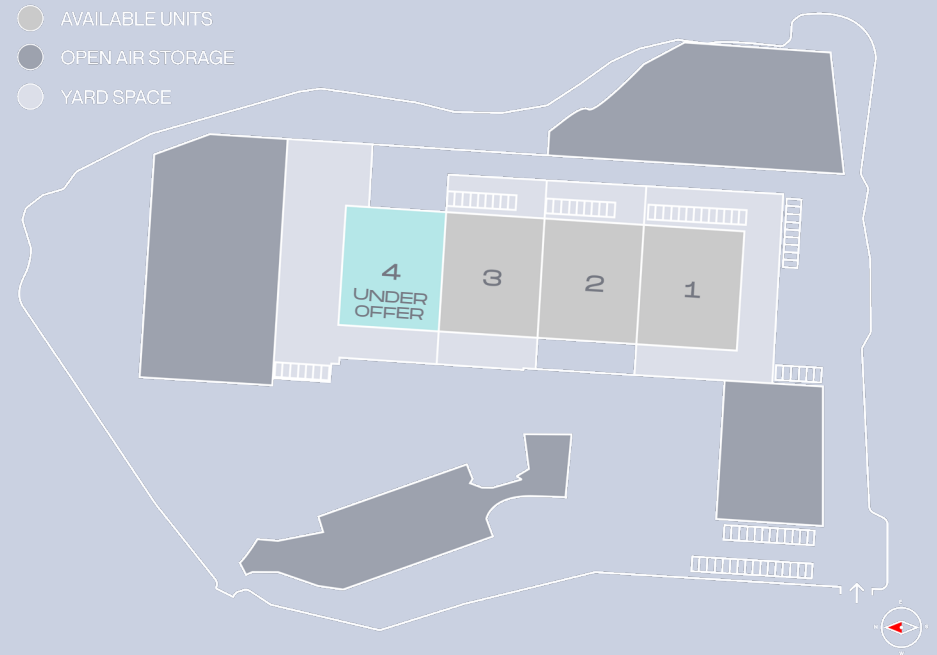 AVAILABLE UNITS
OPEN AIR STORAGE
YARD SPACE
4
UNDER
OFFER
3
2
1